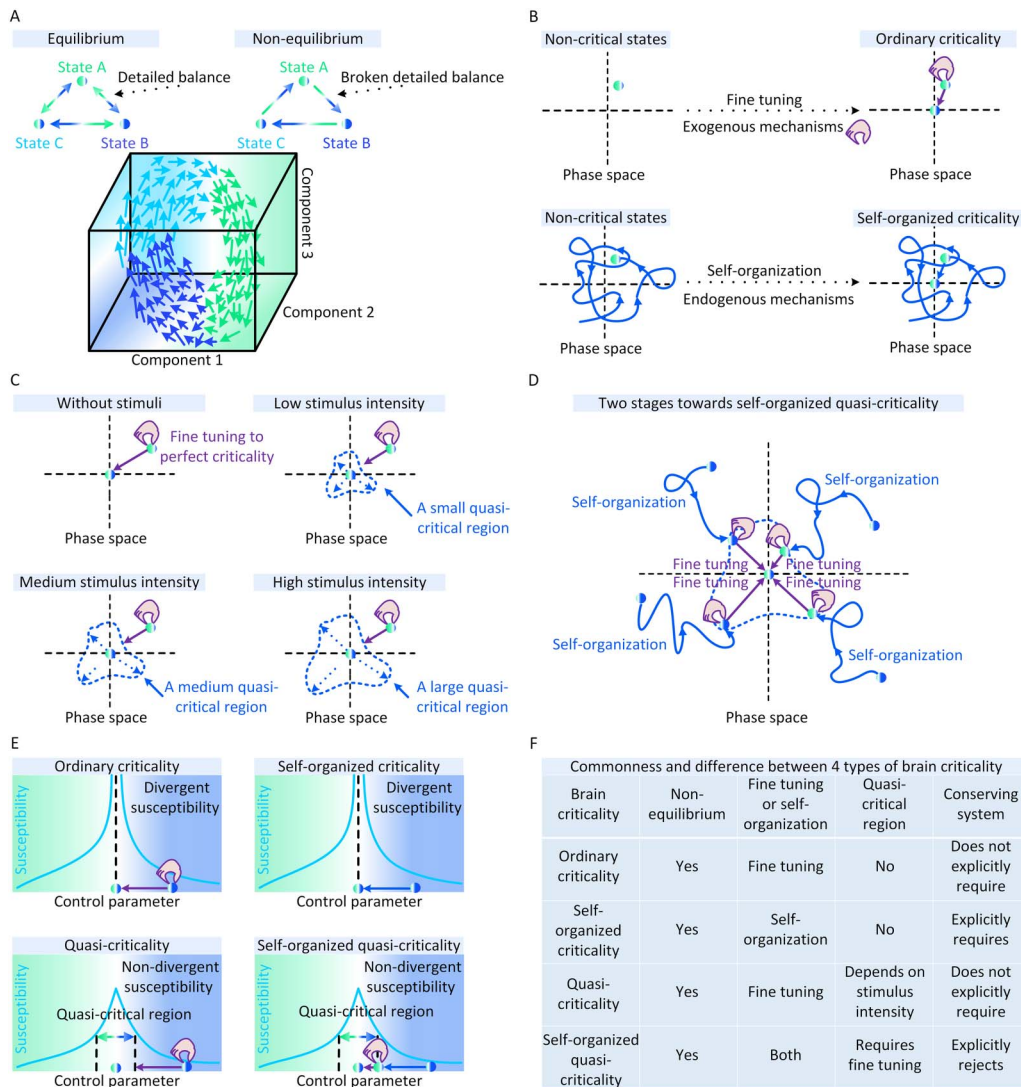 A
Equilibrium
Non-equilibrium
State A
Detailed balance
State C
State B
State A
Broken detailed balance
State C
State B
Component 3
Component 2
Component 1
B
Non-critical states
Ordinary criticality
Fine tuning
Exogenous mechanisms
Phase space
Phase space
Non-critical states
Self-organized criticality
Self-organization
Endogenous mechanisms
Phase space
Phase space
C
Without stimuli
Low stimulus intensity
Fine tuning to
perfect criticality
A small quasi-
critical region
Phase space
Phase space
Medium stimulus intensity
High stimulus intensity
A medium quasi-
critical region
A large quasi-
critical region
Phase space
Phase space
D
Two stages towards self-organized quasi-criticality
Self-organization
Self-organization
Fine tuning
Fine tuning
Fine tuning
Fine tuning
Self-organization
Self-organization
Phase space
E
Ordinary criticality
Self-organized criticality
Susceptibility
Divergent
susceptibility
Susceptibility
Divergent
susceptibility
Control parameter
Control parameter
Quasi-criticality
Self-organized quasi-criticality
Susceptibility
Non-divergent
susceptibility
Quasi-critical region
Susceptibility
Non-divergent
susceptibility
Quasi-critical region
Control parameter
Control parameter
F
Commonness and difference between 4 types of brain criticality
Brain
criticality
Non-
equilibrium
Fine tuning
or self-
organization
Quasi-
critical
region
Conserving
system
Ordinary
criticality
Yes
Fine tuning
No
Does not
explicitly
require
Self-
organized
criticality
Yes
Self-
organization
No
Explicitly
requires
Quasi-
criticality
Yes
Fine tuning
Depends on
stimulus
intensity
Does not
explicitly
require
Self-organized
quasi-
criticality
Yes
Both
Requires
fine tuning
Explicitly
rejects